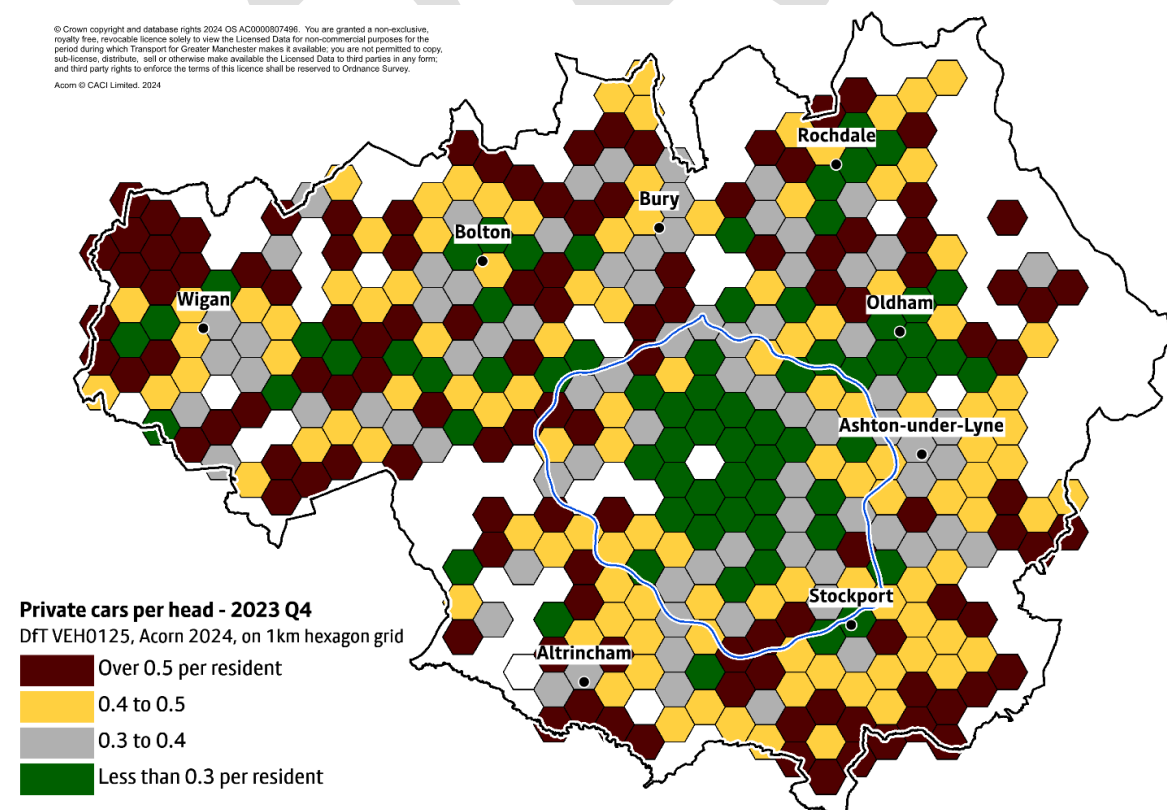 © Crown copyright and database rights 2024 OS AC0000807496. You are granted a non-exclusive,
royalty free, revocable licence solely to view the Licensed Data for non-commercial purposes for the
period during which Transport for Greater Manchester makes it available; you are not permitted to copy,
sub-license, distribute, sell or otherwise make available the Licensed Data to third parties in any form;
and third party rights to enforce the terms of this licence shall be reserved to Ordnance Survey.
Acorn © CACI Limited. 2024
Rochdale
Bury
Bolton
Wigan
Oldham
Ashton-under-Lyne
Stockport
Altrincham
Private cars per head - 2023 Q4
DfT VEH0125, Acorn 2024, on 1km hexagon grid
Over 0.5 per resident
0.4 to 0.5
0.3 to 0.4
Less than 0.3 per resident